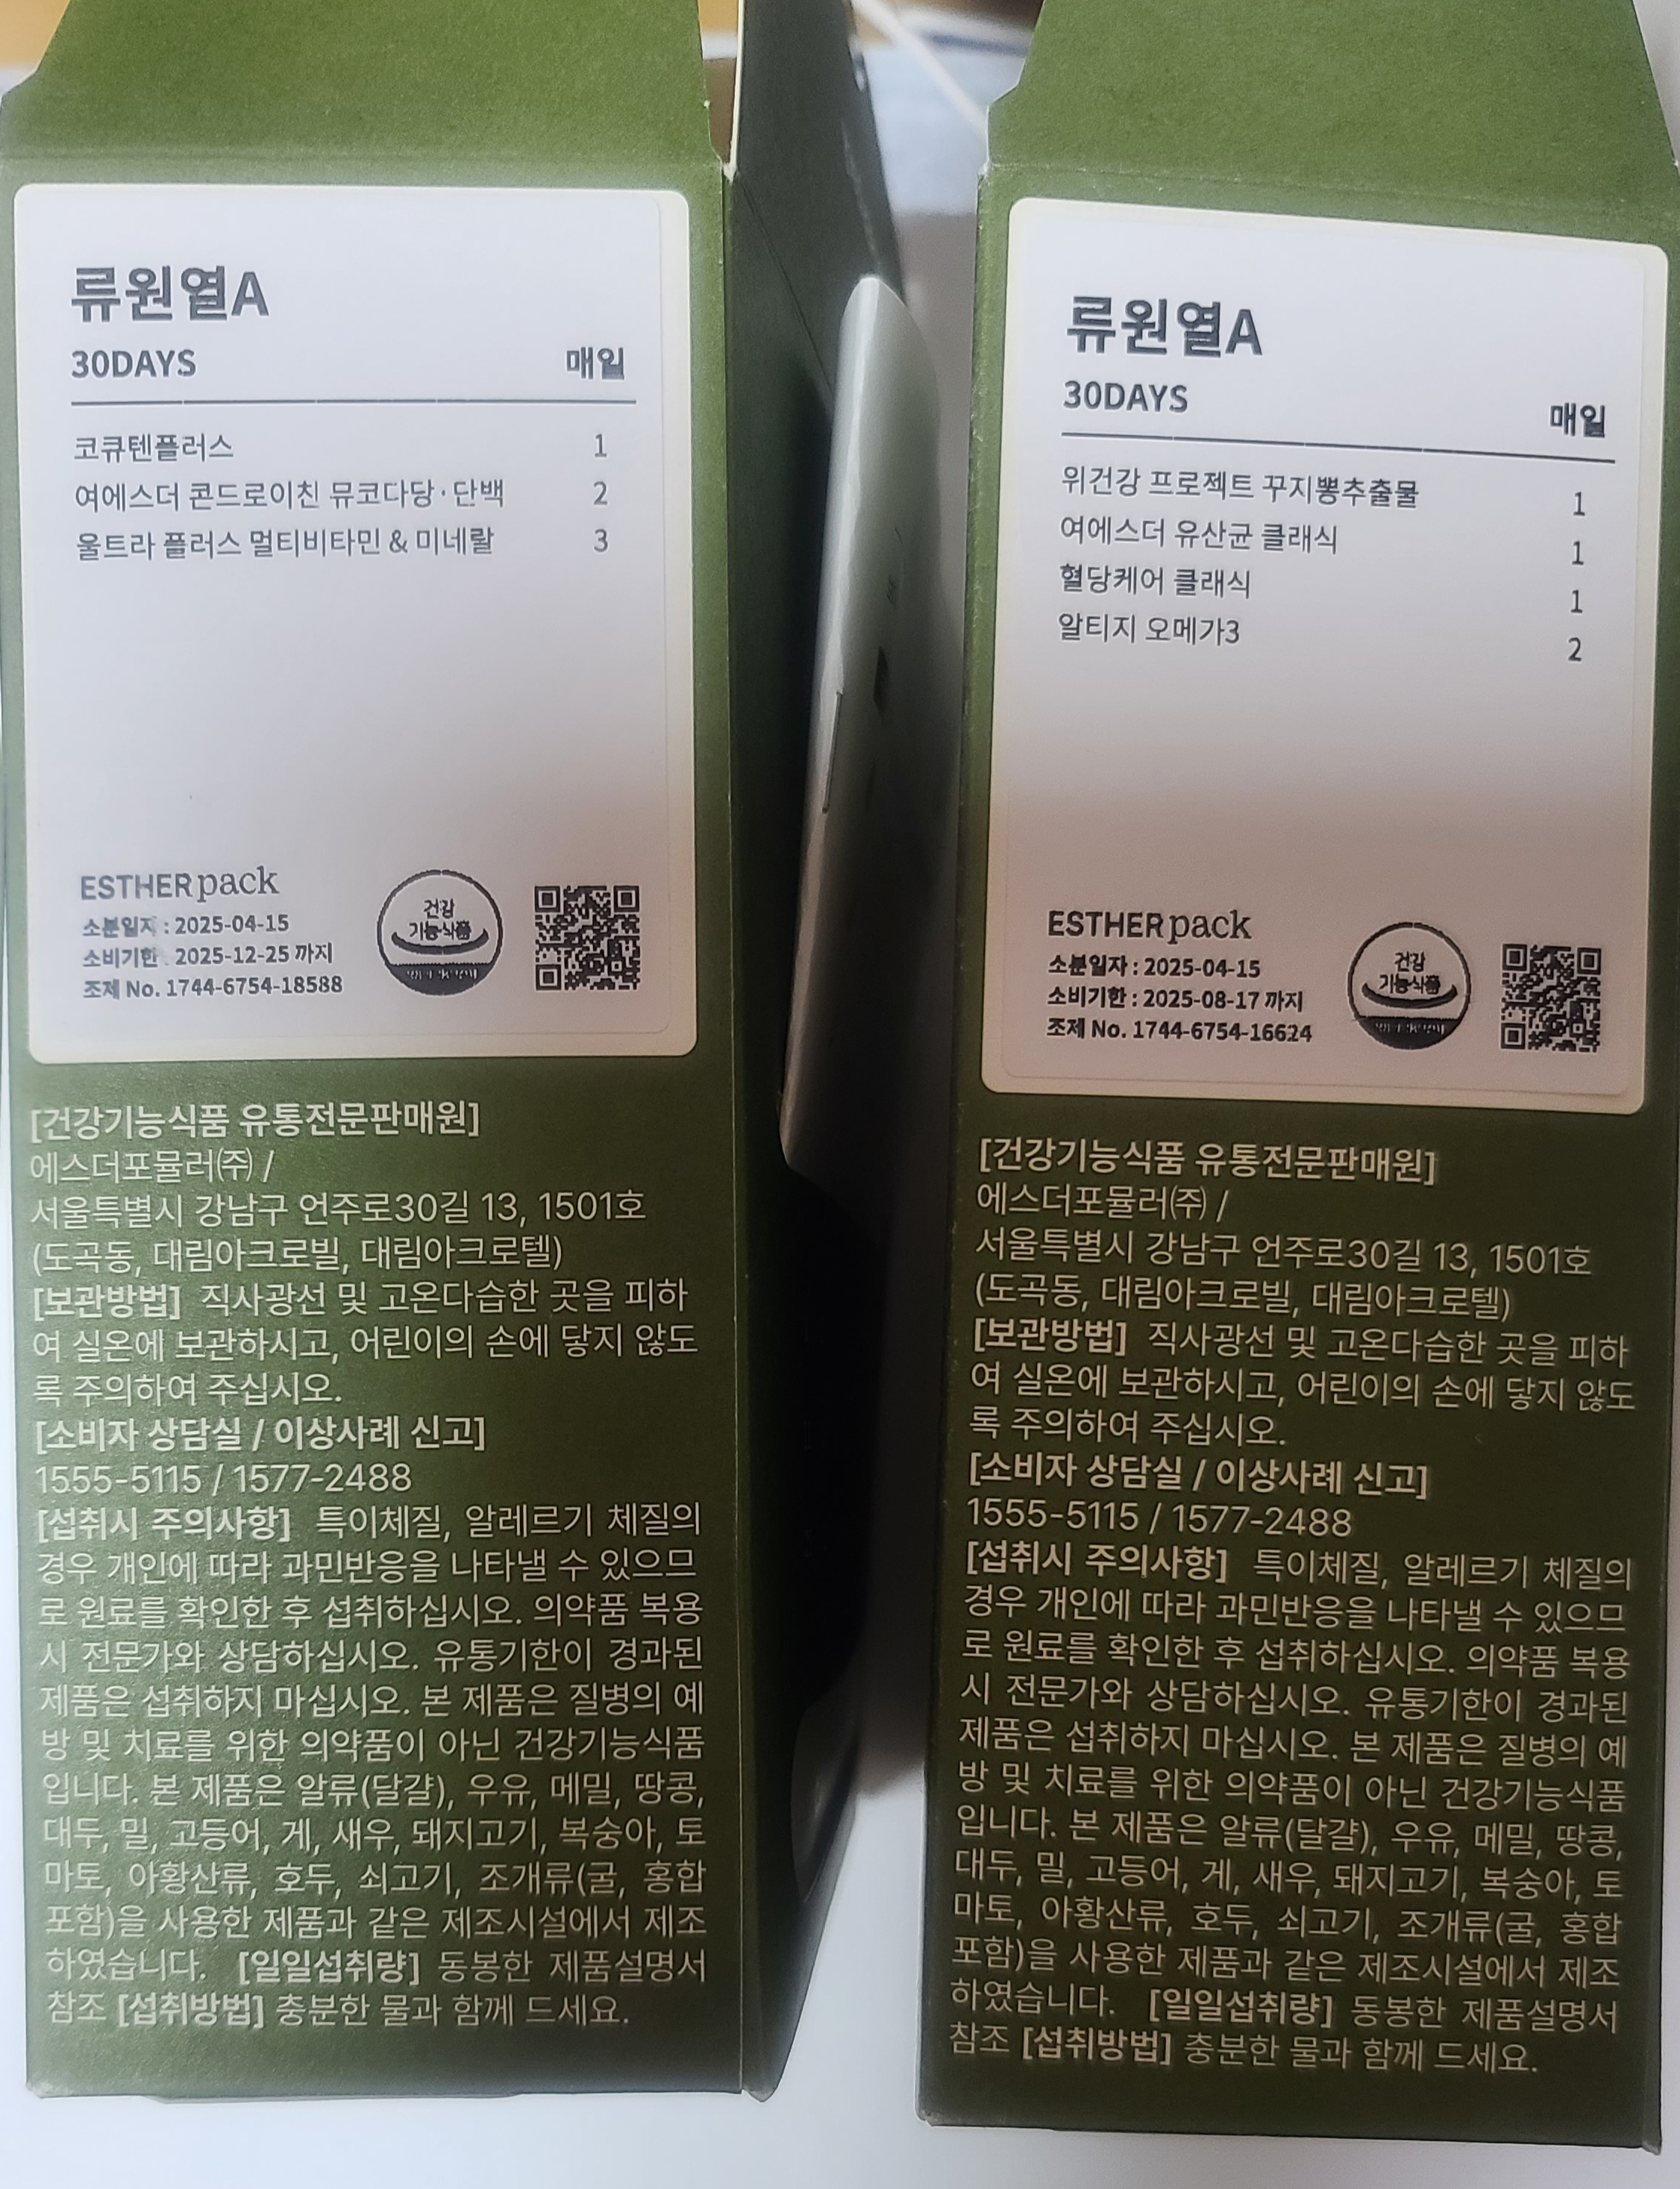 류원열A
30DAYS 매일
코큐텐플러스 1
여에스더 콘드로이친 뮤코다당·단백 2
울트라 플러스 멀티비타민 & 미네랄 3
ESTHER pack
소분일자 : 2025-04-15
소비기한 : 2025-12-25 까지
조제 No. 1744-6754-18588
건강
기능식품
[건강기능식품 유통전문판매원]
에스더포뮬러㈜ /
서울특별시 강남구 언주로30길 13, 1501호
(도곡동, 대림아크로빌, 대림아크로텔)
[보관방법] 직사광선 및 고온다습한 곳을 피하
여 실온에 보관하시고, 어린이의 손에 닿지 않도
록 주의하여 주십시오.
[소비자 상담실 / 이상사례 신고]
1555-5115 / 1577-2488
[섭취시 주의사항] 특이체질, 알레르기 체질의
경우 개인에 따라 과민반응을 나타낼 수 있으므
로 원료를 확인한 후 섭취하십시오. 의약품 복용
시 전문가와 상담하십시오. 유통기한이 경과된
제품은 섭취하지 마십시오. 본 제품은 질병의 예
방 및 치료를 위한 의약품이 아닌 건강기능식품
입니다. 본 제품은 알류(달걀), 우유, 메밀, 땅콩,
대두, 밀, 고등어, 게, 새우, 돼지고기, 복숭아, 토
마토, 아황산류, 호두, 쇠고기, 조개류(굴, 홍합
포함)을 사용한 제품과 같은 제조시설에서 제조
하였습니다. [일일섭취량] 동봉한 제품설명서
참조 [섭취방법] 충분한 물과 함께 드세요.
류원열A
30DAYS 매일
위건강 프로젝트 꾸지뽕추출물 1
여에스더 유산균 클래식 1
혈당케어 클래식 1
알티지 오메가3 2
ESTHER pack
소분일자 : 2025-04-15
소비기한 : 2025-08-17 까지
조제 No. 1744-6754-16624
건강
기능식품
[건강기능식품 유통전문판매원]
에스더포뮬러㈜ /
서울특별시 강남구 언주로30길 13, 1501호
(도곡동, 대림아크로빌, 대림아크로텔)
[보관방법] 직사광선 및 고온다습한 곳을 피하
여 실온에 보관하시고, 어린이의 손에 닿지 않도
록 주의하여 주십시오.
[소비자 상담실 / 이상사례 신고]
1555-5115 / 1577-2488
[섭취시 주의사항] 특이체질, 알레르기 체질의
경우 개인에 따라 과민반응을 나타낼 수 있으므
로 원료를 확인한 후 섭취하십시오. 의약품 복용
시 전문가와 상담하십시오. 유통기한이 경과된
제품은 섭취하지 마십시오. 본 제품은 질병의 예
방 및 치료를 위한 의약품이 아닌 건강기능식품
입니다. 본 제품은 알류(달걀), 우유, 메밀, 땅콩,
대두, 밀, 고등어, 게, 새우, 돼지고기, 복숭아, 토
마토, 아황산류, 호두, 쇠고기, 조개류(굴, 홍합
포함)을 사용한 제품과 같은 제조시설에서 제조
하였습니다. [일일섭취량] 동봉한 제품설명서
참조 [섭취방법] 충분한 물과 함께 드세요.